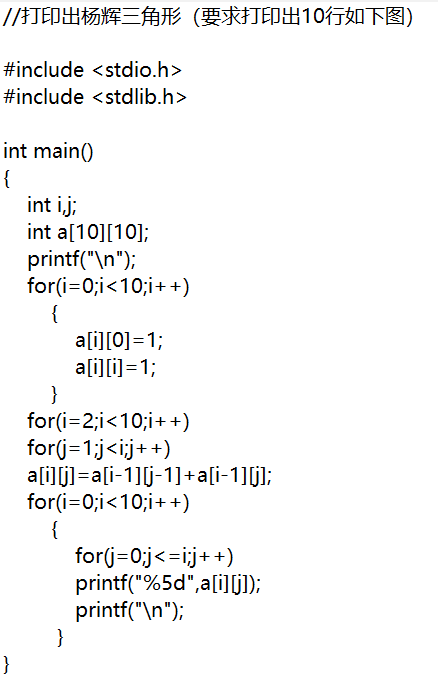 //打印出杨辉三角形（要求打印出10行如下图）
#include <stdio.h>
#include <stdlib.h>
int main()
{
int i,j;
int a[10][10];
printf("\n");
for(i=0;i<10;i++)
{
a[i][0]=1;
a[i][i]=1;
}
for(i=2;i<10;i++)
for(j=1;j<i;j++)
a[i][j]=a[i-1][j-1]+a[i-1][j];
for(i=0;i<10;i++)
{
for(j=0;j<=i;j++)
printf("%5d",a[i][j]);
printf("\n");
}
}